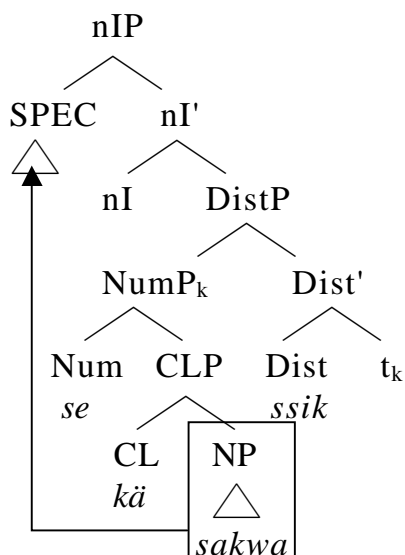 nIP
SPEC nI'
nI DistP
NumPk Dist'
Num CLP Dist tk
se ssik
CL NP
kä
sakwa